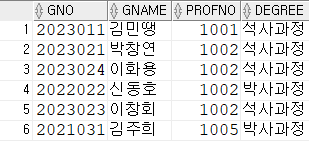 GNO GNAME PROFNO DEGREE
1 2023011 김민땡 1001 석사과정
2 2023021 박창연 1002 석사과정
3 2023024 이화용 1002 석사과정
4 2022022 신동호 1002 박사과정
5 2023023 이창회 1002 석사과정
6 2021031 김주희 1005 박사과정